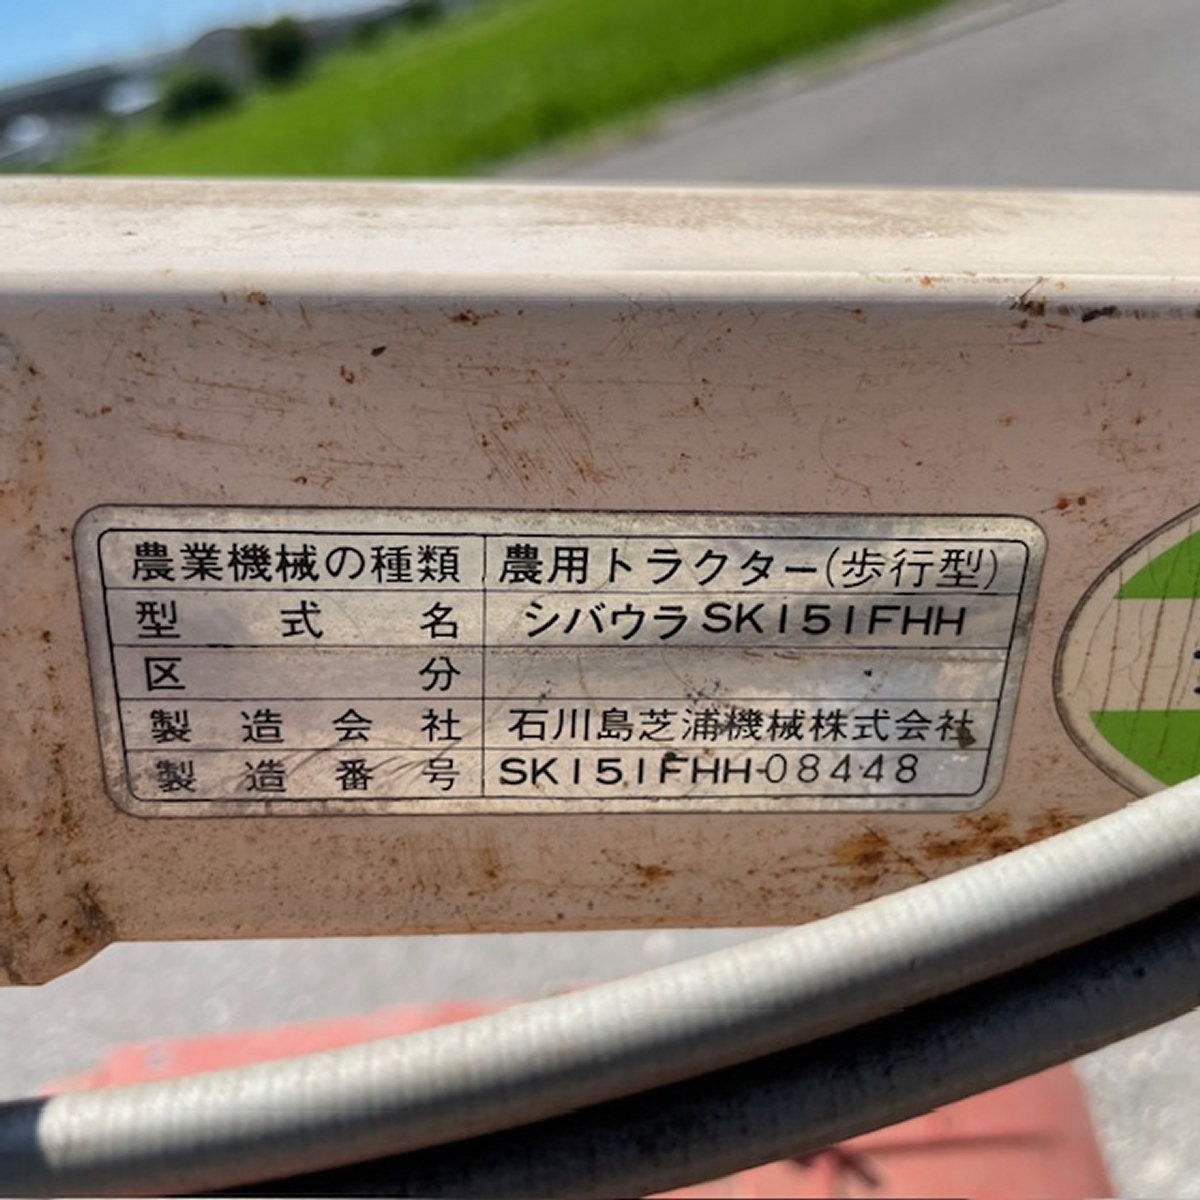 農業機械の種類 農用トラクター(歩行型)
型式名 シバウラSK151FHH
区分
製造会社 石川島芝浦機械株式会社
製造番号 SK151FHH-08448